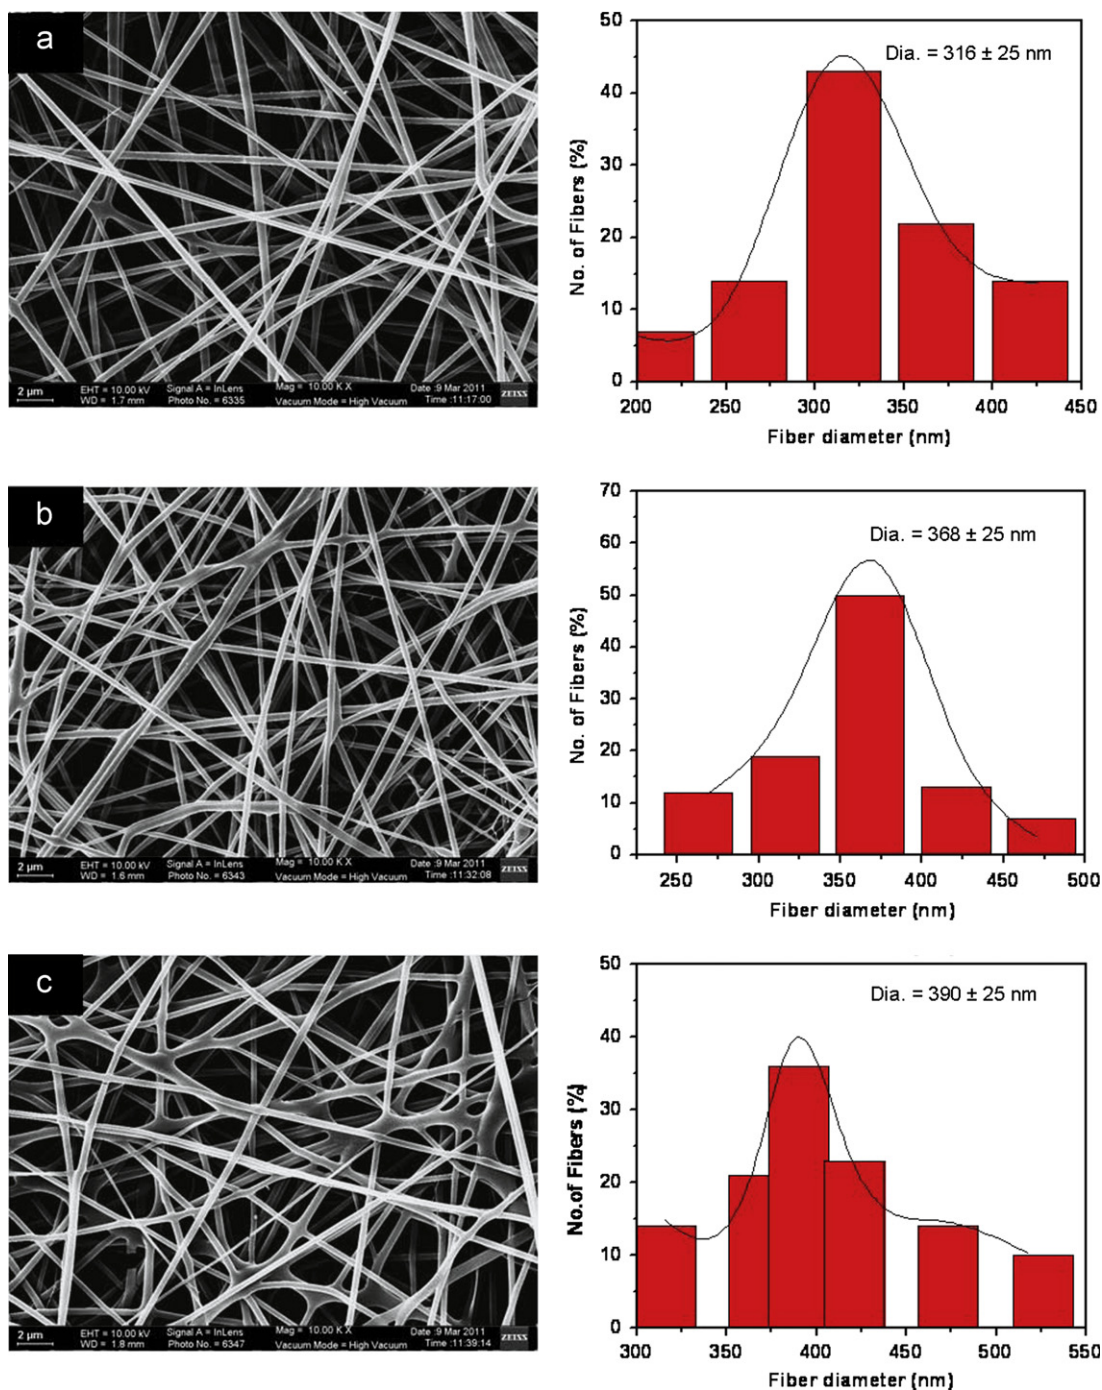 a
2 µm
EHT = 10.00 kV
WD = 1.7 mm
Signal A = InLens
Photo No. = 6335
Mag = 10.00 K X
Vacuum Mode = High Vacuum
Date :9 Mar 2011
Time :11:17:00
ZEISS
Dia. = 316 ± 25 nm
No. of Fibers (%)
50
40
30
20
10
0
200 250 300 350 400 450
Fiber diameter (nm)
b
2 µm
EHT = 10.00 kV
WD = 1.6 mm
Signal A = InLens
Photo No. = 6343
Mag = 10.00 K X
Vacuum Mode = High Vacuum
Date :9 Mar 2011
Time :11:32:08
ZEISS
Dia. = 368 ± 25 nm
No. of Fibers (%)
70
60
50
40
30
20
10
0
250 300 350 400 450 500
Fiber diameter (nm)
c
2 µm
EHT = 10.00 kV
WD = 1.8 mm
Signal A = InLens
Photo No. = 6347
Mag = 10.00 K X
Vacuum Mode = High Vacuum
Date :9 Mar 2011
Time :11:39:14
ZEISS
Dia. = 390 ± 25 nm
No.of Fibers (%)
50
40
30
20
10
0
300 350 400 450 500 550
Fiber diameter (nm)